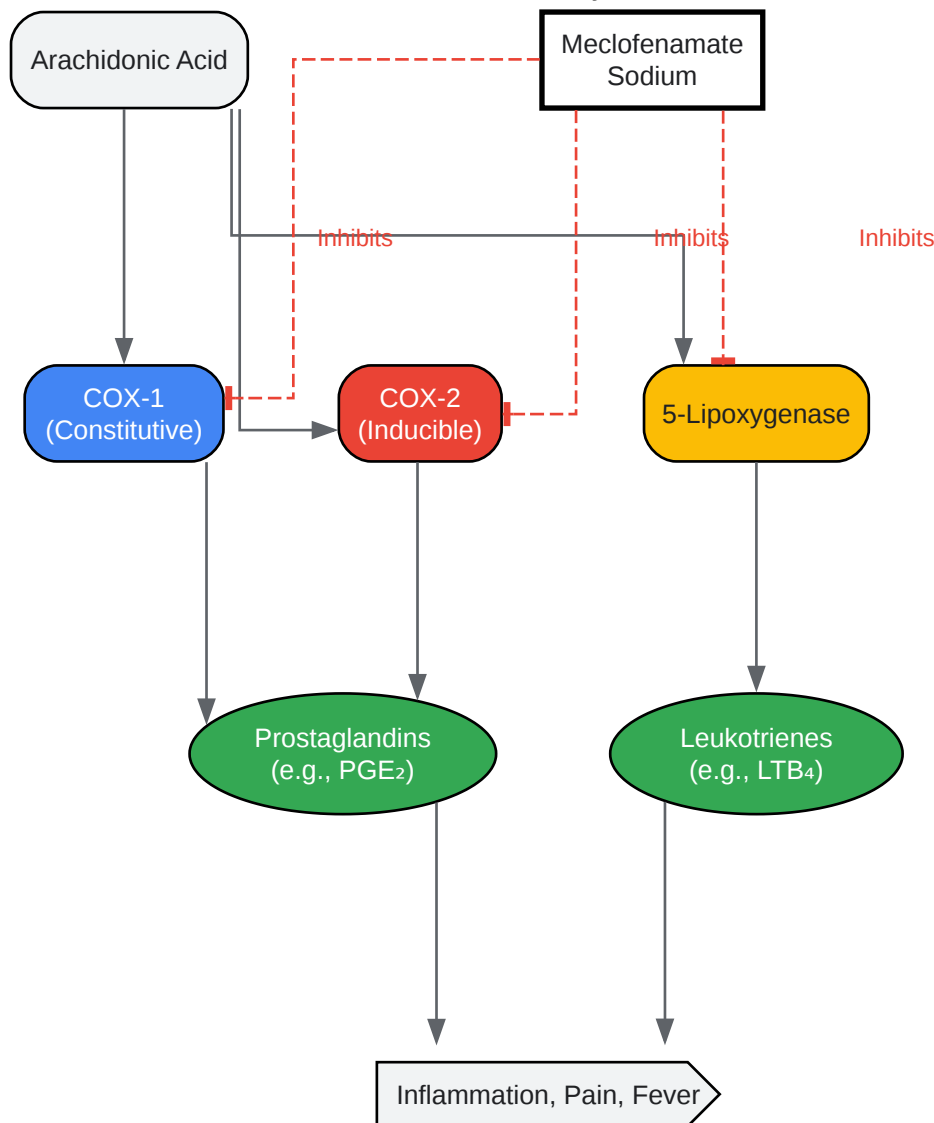 Arachidonic Acid
Meclofenamate
Sodium
Inhibits
Inhibits
Inhibits
COX-1
(Constitutive)
COX-2
(Inducible)
5-Lipoxygenase
Prostaglandins
(e.g., PGE₂)
Leukotrienes
(e.g., LTB₄)
Inflammation, Pain, Fever